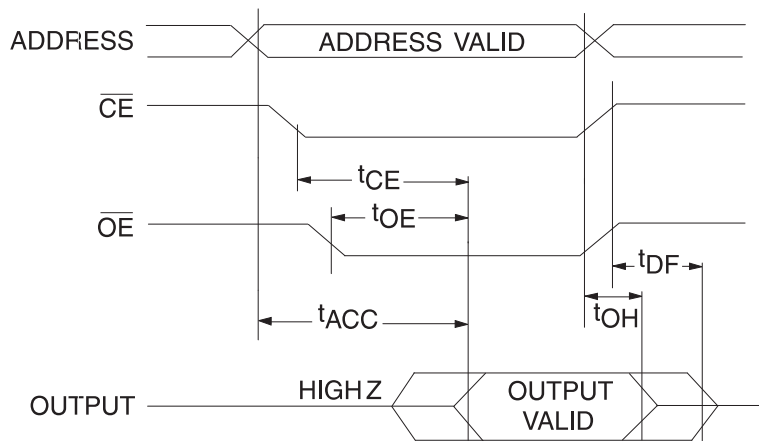 ADDRESS
ADDRESS VALID
CE
tCE
OE
tOE
tDF
tACC
tOH
OUTPUT
HIGH Z
OUTPUT
VALID